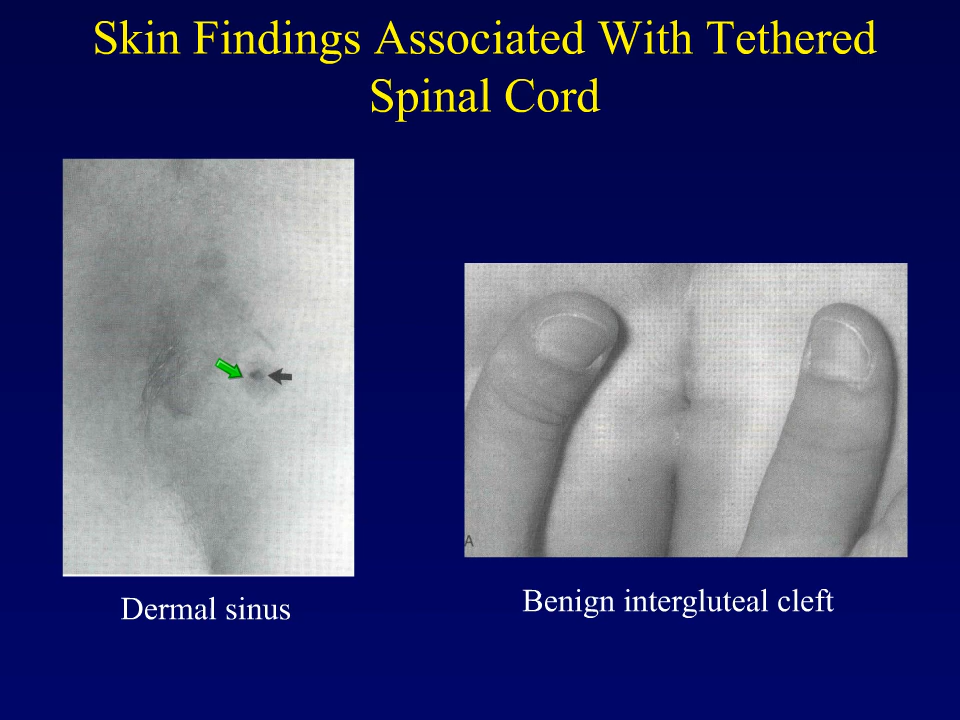 Skin Findings Associated With Tethered
Spinal Cord
A
Dermal sinus
Benign intergluteal cleft